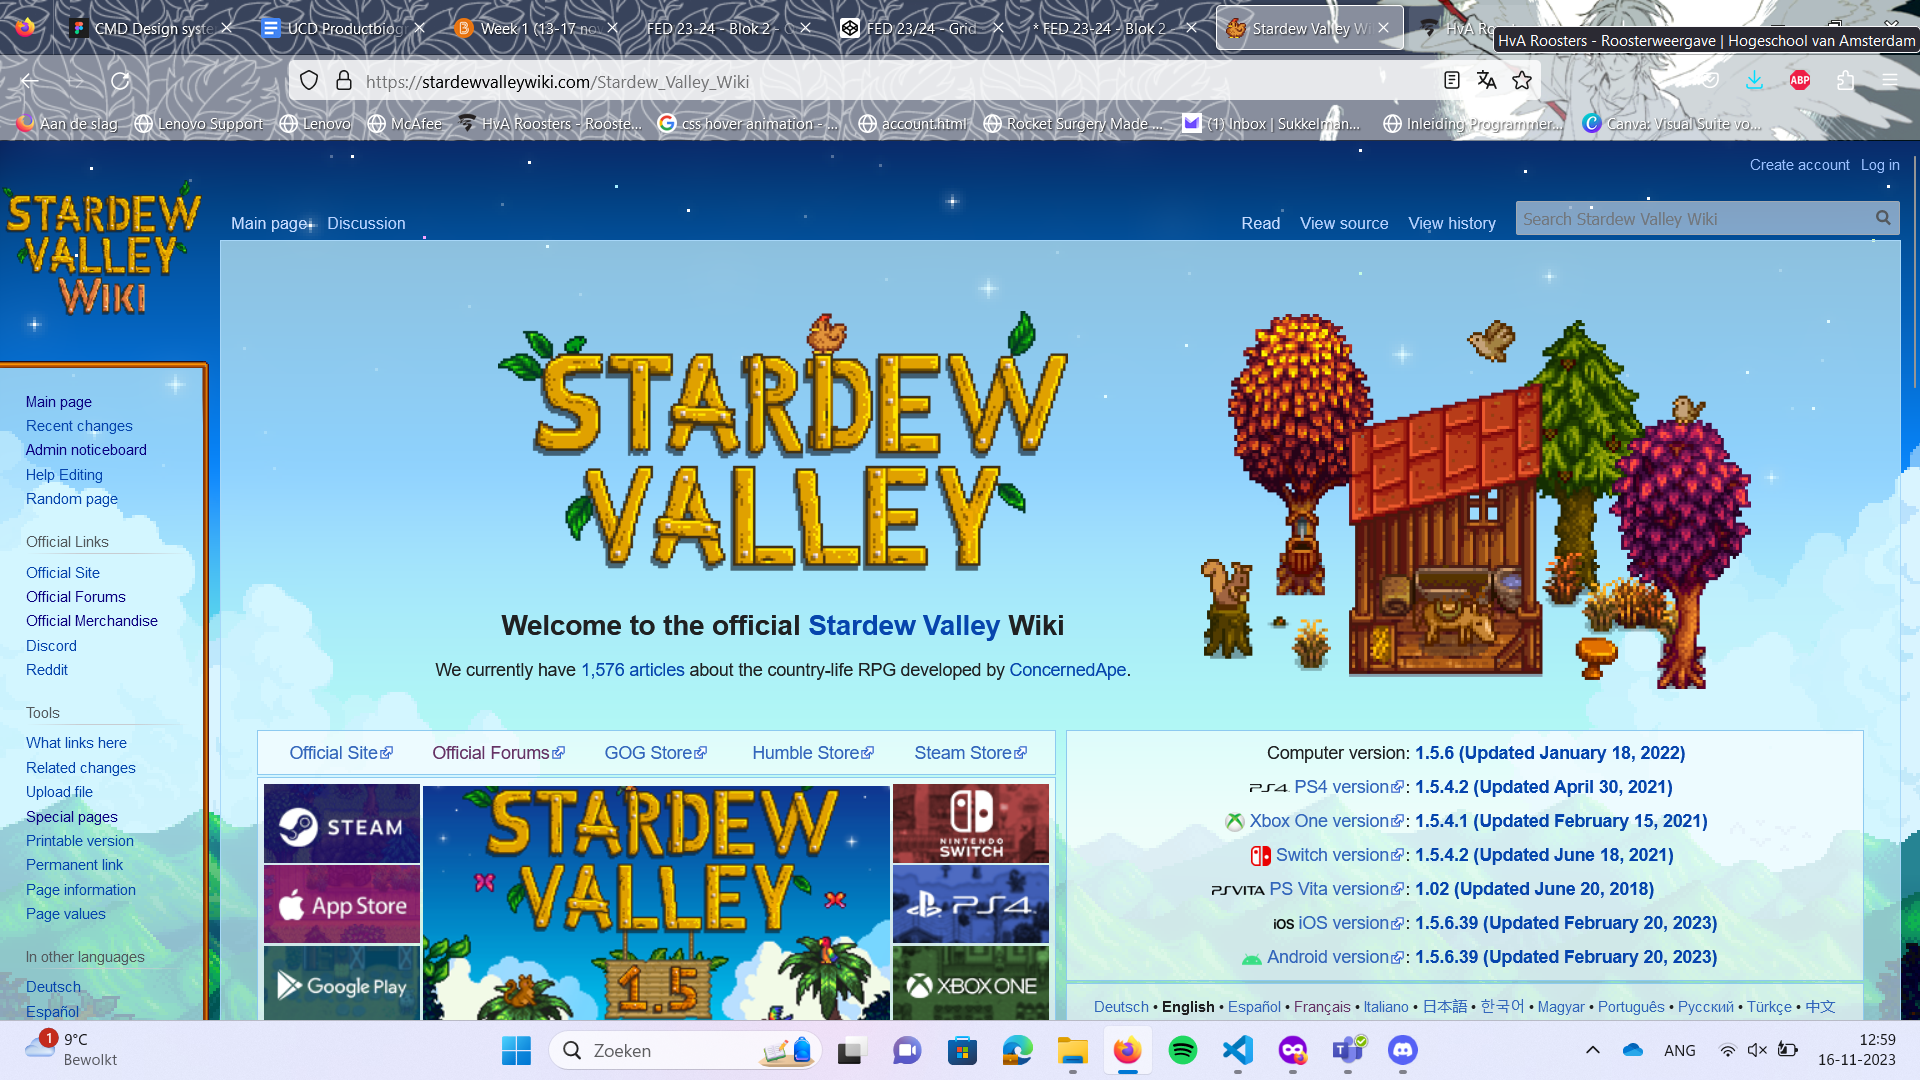 CMD Design syste
UCD Productbiog
Week 1 (13-17 no
FED 23-24 - Blok 2 - C
FED 23/24 - Grid
* FED 23-24 - Blok 2 -
Stardew Valley Wi
HvA Ro
HvA Roosters - Roosterweergave | Hogeschool van Amsterdam
https://stardewvalleywiki.com/Stardew_Valley_Wiki
ABP
Aan de slag
Lenovo Support
Lenovo
McAfee
HvA Roosters - Rooste...
css hover animation - ...
account.html
Rocket Surgery Made ...
(1) Inbox | Sukkelman...
Inleiding Programmer...
Canva: Visual Suite vo...
Create account Log in
STARDEW
VALLEY
WIKI
Main page Discussion
Read View source View history
Search Stardew Valley Wiki
Main page
Recent changes
Admin noticeboard
Help Editing
Random page
Official Links
Official Site
Official Forums
Official Merchandise
Discord
Reddit
Tools
What links here
Related changes
Upload file
Special pages
Printable version
Permanent link
Page information
Page values
In other languages
Deutsch
Español
STARDEW
VALLEY
Welcome to the official Stardew Valley Wiki
We currently have 1,576 articles about the country-life RPG developed by ConcernedApe.
Official Site Official Forums GOG Store Humble Store Steam Store
STEAM
App Store
Google Play
STARDEW
VALLEY
1.5
NINTENDO
SWITCH
PS4
XBOX ONE
Computer version: 1.5.6 (Updated January 18, 2022)
PS4 PS4 version: 1.5.4.2 (Updated April 30, 2021)
Xbox One version: 1.5.4.1 (Updated February 15, 2021)
Switch version: 1.5.4.2 (Updated June 18, 2021)
PSVITA PS Vita version: 1.02 (Updated June 20, 2018)
ios iOS version: 1.5.6.39 (Updated February 20, 2023)
Android version: 1.5.6.39 (Updated February 20, 2023)
Deutsch • English • Español • Français • Italiano • 日本語 • 한국어 • Magyar • Português • Русский • Türkçe • 中文
1
9°C
Bewolkt
Zoeken
ANG
12:59
16-11-2023